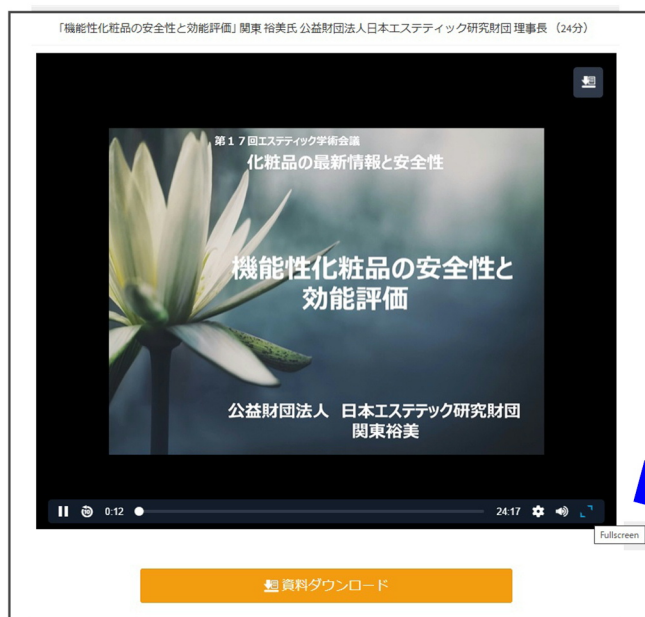 「機能性化粧品の安全性と効能評価」関東 裕美氏 公益財団法人日本エステティック研究財団 理事長 （24分）
第１７回エステティック学術会議
化粧品の最新情報と安全性
機能性化粧品の安全性と
効能評価
公益財団法人　日本エステテック研究財団
関東裕美
10
0:12
24:17
Fullscreen
資料ダウンロード